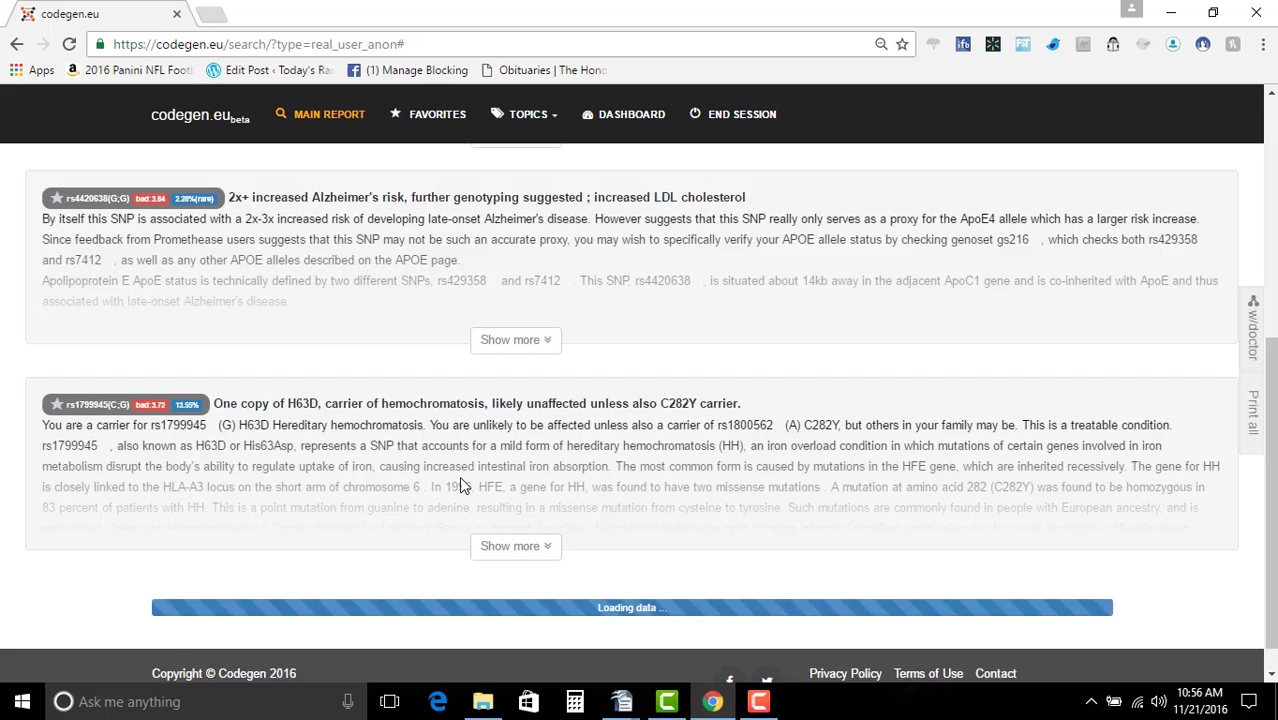 codegen.eu
https://codegen.eu/search/?type=real_user_anon#
Apps 2016 Panini NFL Footl Edit Post ‹ Today's Ran (1) Manage Blocking Obituaries | The Hono
codegen.eu beta MAIN REPORT FAVORITES TOPICS DASHBOARD END SESSION
rs4420638(G;G) bad:3.84 2.28%(rare) 2x+ increased Alzheimer's risk, further genotyping suggested ; increased LDL cholesterol
By itself this SNP is associated with a 2x-3x increased risk of developing late-onset Alzheimer's disease. However suggests that this SNP really only serves as a proxy for the ApoE4 allele which has a larger risk increase.
Since feedback from Promethease users suggests that this SNP may not be such an accurate proxy, you may wish to specifically verify your APOE allele status by checking genoset gs216 , which checks both rs429358
and rs7412 , as well as any other APOE alleles described on the APOE page.
Apolipoprotein E ApoE status is technically defined by two different SNPs, rs429358 and rs7412 . This SNP, rs4420638 , is situated about 14kb away in the adjacent ApoC1 gene and is co-inherited with ApoE and thus
associated with late-onset Alzheimer's disease
Show more
w/doctor
Print all
rs1799945(C;G) bad:3.72 13.55% One copy of H63D, carrier of hemochromatosis, likely unaffected unless also C282Y carrier.
You are a carrier for rs1799945 (G) H63D Hereditary hemochromatosis. You are unlikely to be affected unless also a carrier of rs1800562 (A) C282Y, but others in your family may be. This is a treatable condition.
rs1799945 , also known as H63D or His63Asp, represents a SNP that accounts for a mild form of hereditary hemochromatosis (HH), an iron overload condition in which mutations of certain genes involved in iron
metabolism disrupt the body's ability to regulate uptake of iron, causing increased intestinal iron absorption. The most common form is caused by mutations in the HFE gene, which are inherited recessively. The gene for HH
is closely linked to the HLA-A3 locus on the short arm of chromosome 6 . In 19 HFE, a gene for HH, was found to have two missense mutations . A mutation at amino acid 282 (C282Y) was found to be homozygous in
83 percent of patients with HH. This is a point mutation from guanine to adenine, resulting in a missense mutation from cysteine to tyrosine. Such mutations are commonly found in people with European ancestry, and is
Show more
Loading data ...
Copyright © Codegen 2016 Privacy Policy Terms of Use Contact
Ask me anything
10:56 AM
11/21/2016